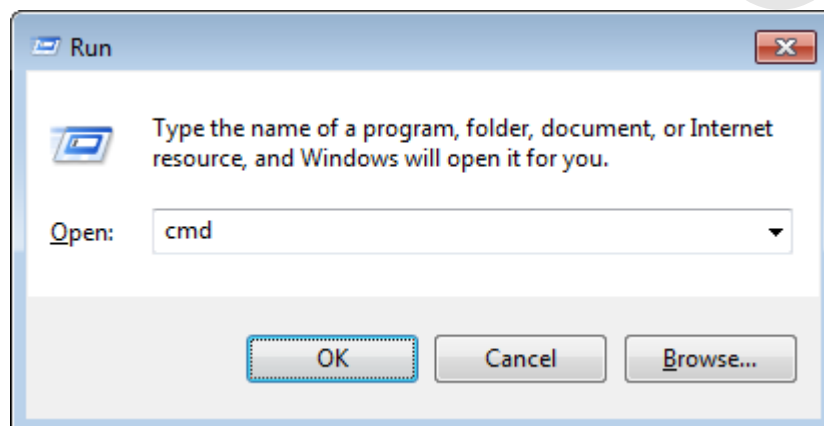 Run
Type the name of a program, folder, document, or Internet
resource, and Windows will open it for you.
Open: cmd
OK Cancel Browse...